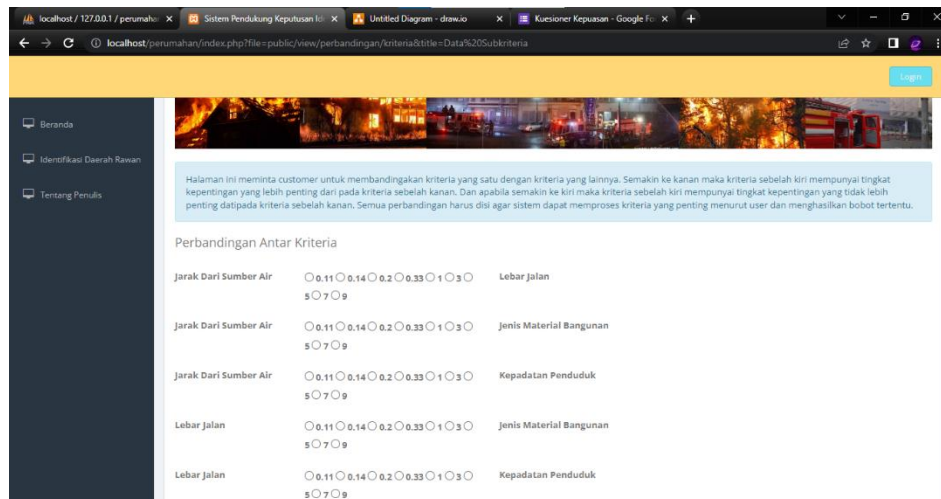 localhost / 127.0.0.1 / perumahan
Sistem Pendukung Keputusan
Untitled Diagram - draw.io
Kuesioner Kepuasan - Google Fo
localhost/perumahan/index.php?file=public/view/perbandingan/kriteria&title=Data%20Subkriteria
Login
Beranda
Identifikasi Daerah Rawan
Tentang Penulis
Halaman ini meminta customer untuk membandingakan kriteria yang satu dengan kriteria yang lainnya. Semakin ke kanan maka kriteria sebelah kiri mempunyai tingkat
kepentingan yang lebih penting dari pada kriteria sebelah kanan. Dan apabila semakin ke kiri maka kriteria sebelah kiri mempunyai tingkat kepentingan yang tidak lebih
penting datipada kriteria sebelah kanan. Semua perbandingan harus disi agar sistem dapat memproses kriteria yang penting menurut user dan menghasilkan bobot tertentu.
Perbandingan Antar Kriteria
Jarak Dari Sumber Air 0.11 0.14 0.2 0.33 1 3 Lebar Jalan
5 7 9
Jarak Dari Sumber Air 0.11 0.14 0.2 0.33 1 3 Jenis Material Bangunan
5 7 9
Jarak Dari Sumber Air 0.11 0.14 0.2 0.33 1 3 Kepadatan Penduduk
5 7 9
Lebar Jalan 0.11 0.14 0.2 0.33 1 3 Jenis Material Bangunan
5 7 9
Lebar Jalan 0.11 0.14 0.2 0.33 1 3 Kepadatan Penduduk
5 7 9